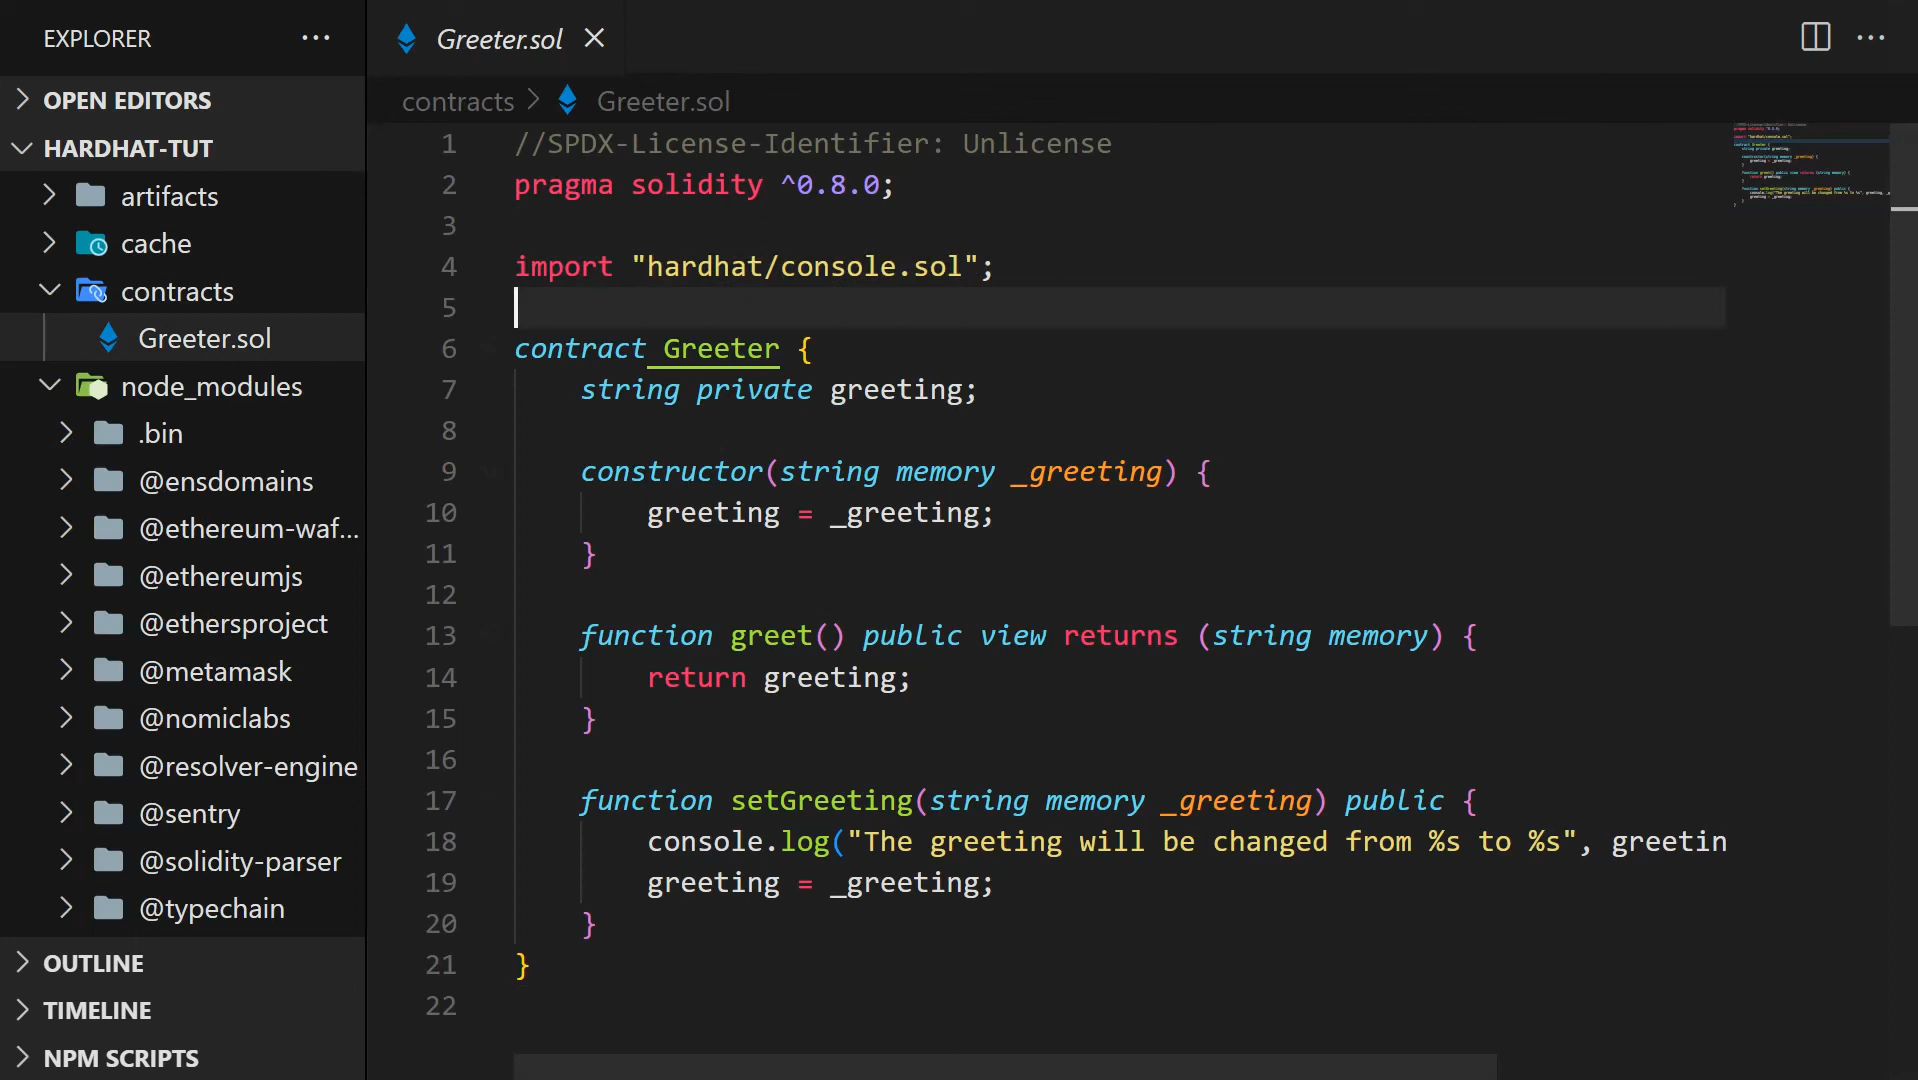 EXPLORER
OPEN EDITORS
HARDHAT-TUT
artifacts
cache
contracts
Greeter.sol
node_modules
.bin
@ensdomains
@ethereum-waf...
@ethereumjs
@ethersproject
@metamask
@nomiclabs
@resolver-engine
@sentry
@solidity-parser
@typechain
OUTLINE
TIMELINE
NPM SCRIPTS
Greeter.sol
contracts > Greeter.sol
1 //SPDX-License-Identifier: Unlicense
2 pragma solidity ^0.8.0;
3
4 import "hardhat/console.sol";
5
6 contract Greeter {
7     string private greeting;
8
9     constructor(string memory _greeting) {
10         greeting = _greeting;
11     }
12
13     function greet() public view returns (string memory) {
14         return greeting;
15     }
16
17     function setGreeting(string memory _greeting) public {
18         console.log("The greeting will be changed from %s to %s", greetin
19         greeting = _greeting;
20     }
21 }
22